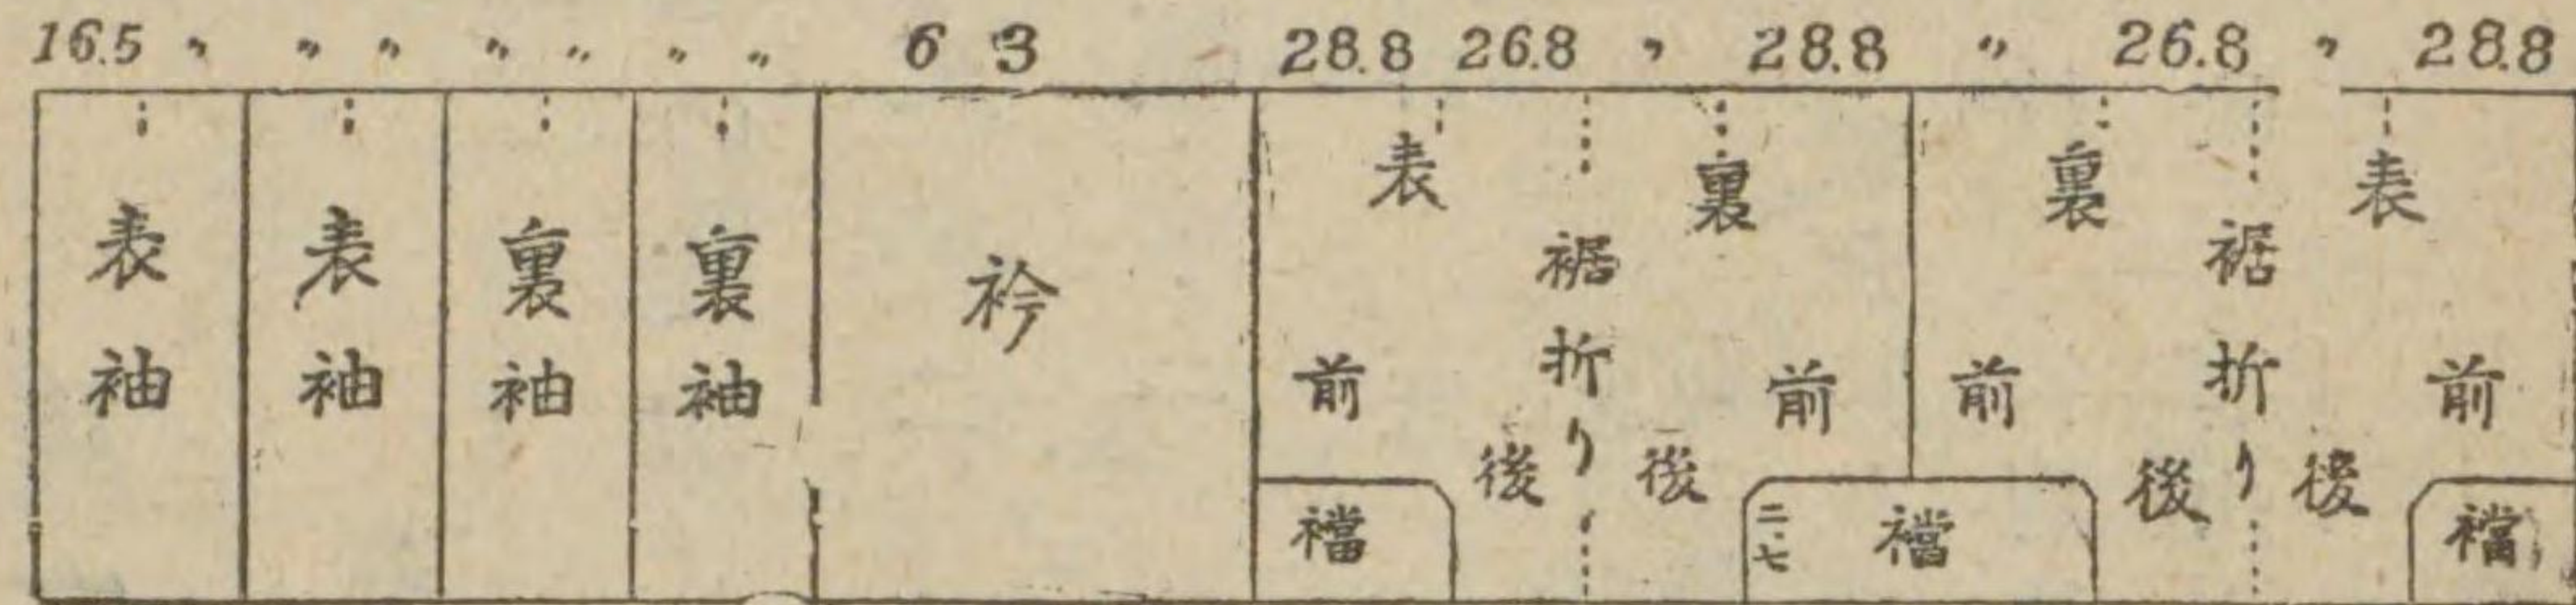 16.5 〃 〃 〃 〃 〃 〃 〃 63 28.8 26.8 〃 28.8 〃 26.8 〃 28.8
表袖
表袖
裏袖
裏袖
衿
表
前
襠
後
裾折り
後
裏
前
二.七
襠
前
裏
後
裾折り
後
表
前
襠